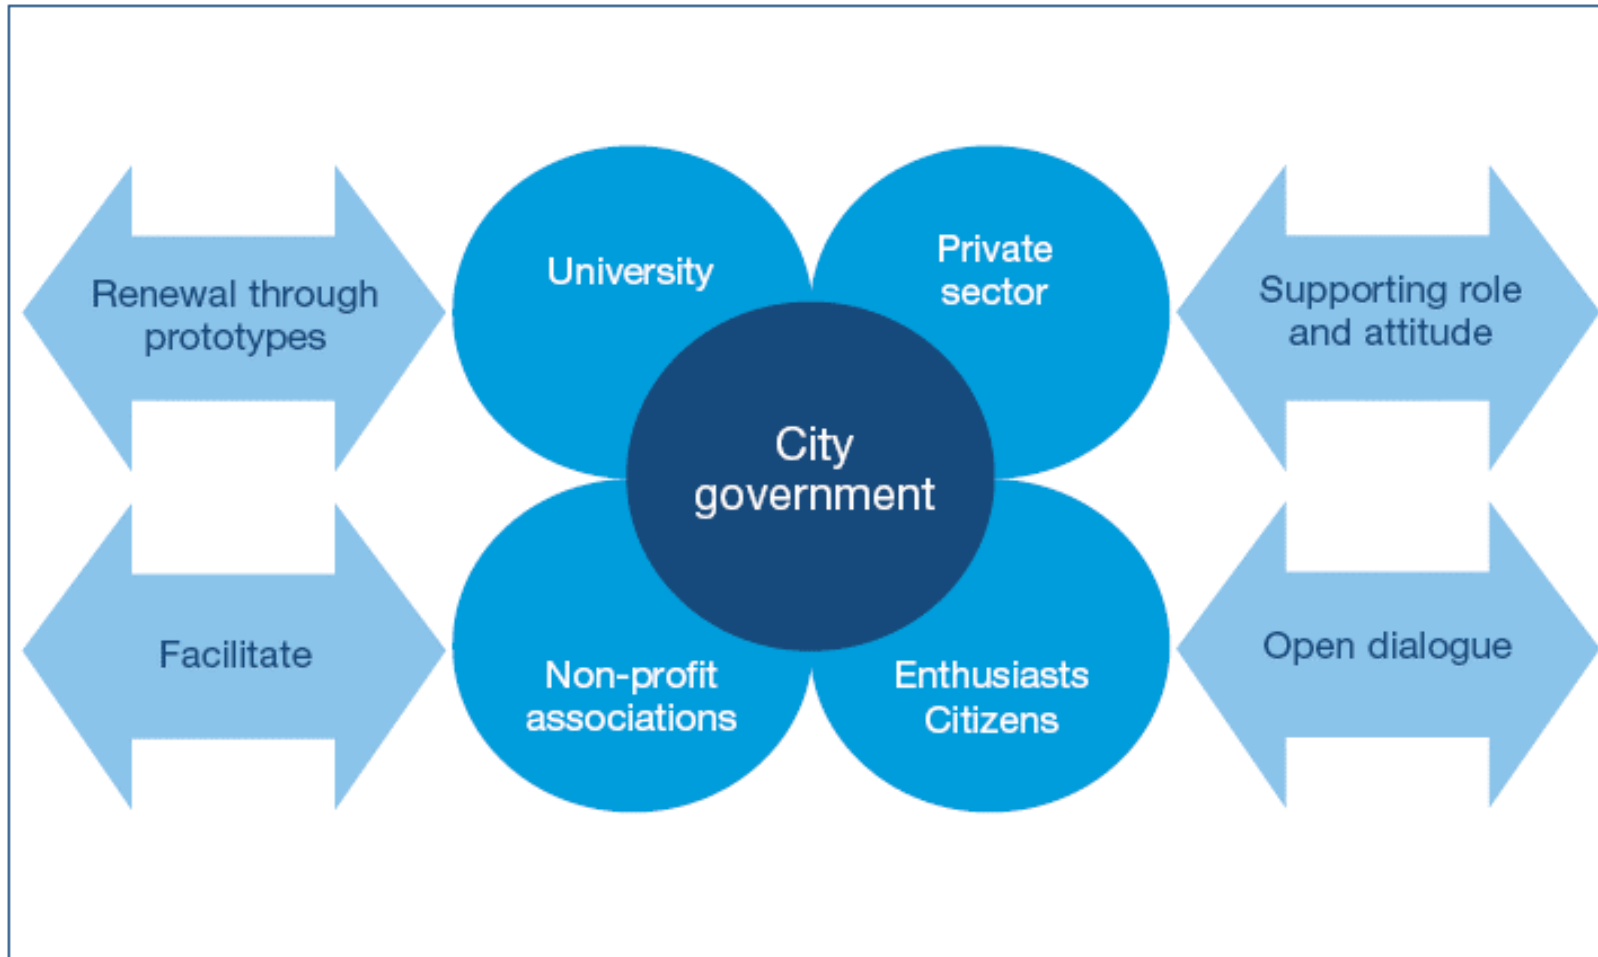 Renewal through
prototypes
University
Private
sector
Supporting role
and attitude
City
government
Facilitate
Non-profit
associations
Enthusiasts
Citizens
Open dialogue